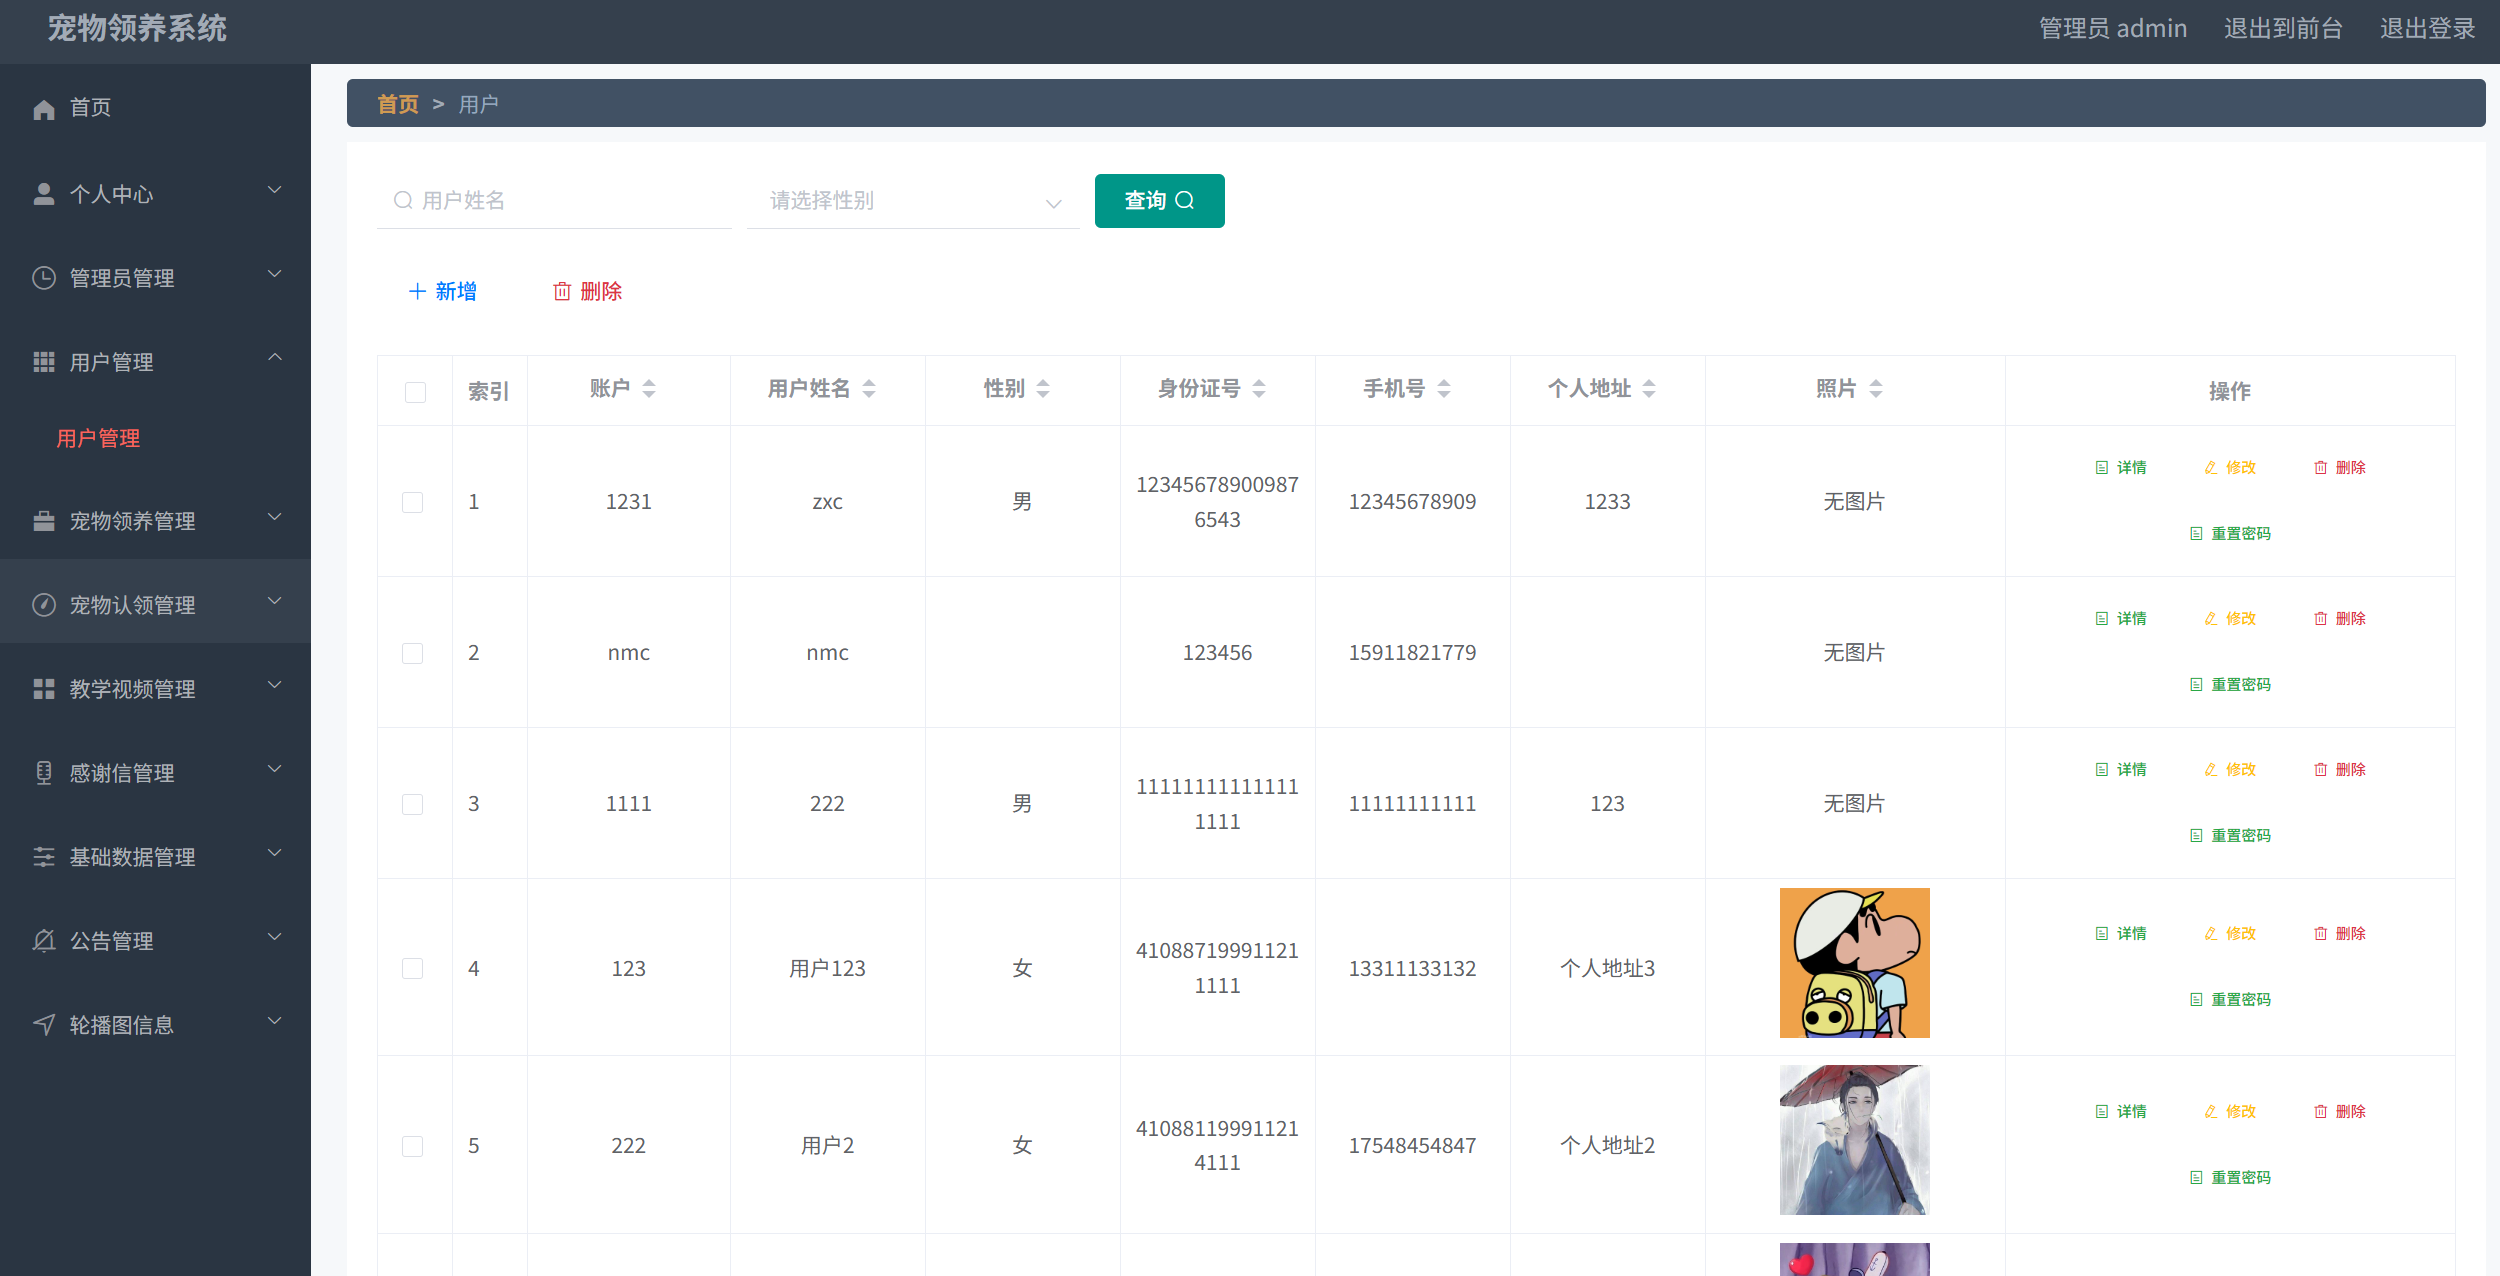 宠物领养系统
管理员 admin 退出到前台 退出登录
首页
个人中心
管理员管理
用户管理
用户管理
宠物领养管理
宠物认领管理
教学视频管理
感谢信管理
基础数据管理
公告管理
轮播图信息
首页 > 用户
用户姓名 请选择性别 查询
新增 删除
索引 账户 用户姓名 性别 身份证号 手机号 个人地址 照片 操作
1 1231 zxc 男 12345678900987 12345678909 1233 无图片 详情 修改 删除
6543 重置密码
2 nmc nmc 123456 15911821779 无图片 详情 修改 删除
重置密码
3 1111 222 男 11111111111111 11111111111 123 无图片 详情 修改 删除
1111 重置密码
4 123 用户123 女 41088719991121 13311133132 个人地址3 详情 修改 删除
1111 重置密码
5 222 用户2 女 41088119991121 17548454847 个人地址2 详情 修改 删除
4111 重置密码